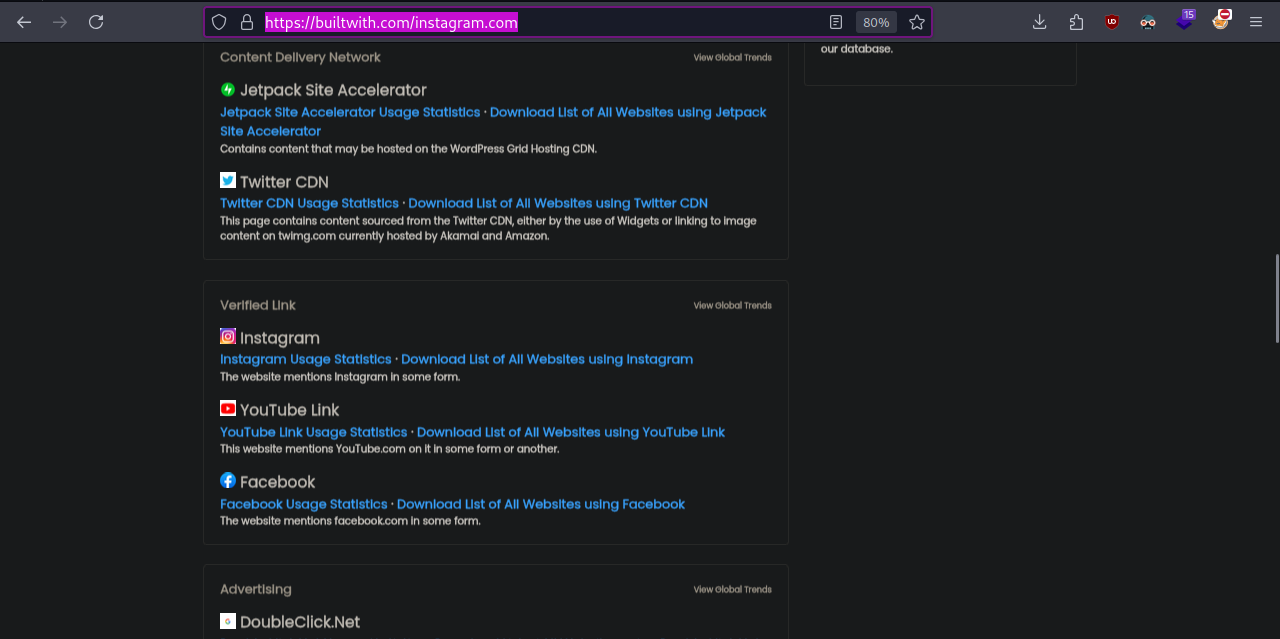 https://builtwith.com/instagram.com
80%
UD
15
our database.
Content Delivery Network
View Global Trends
Jetpack Site Accelerator
Jetpack Site Accelerator Usage Statistics · Download List of All Websites using Jetpack
Site Accelerator
Contains content that may be hosted on the WordPress Grid Hosting CDN.
Twitter CDN
Twitter CDN Usage Statistics · Download List of All Websites using Twitter CDN
This page contains content sourced from the Twitter CDN, either by the use of Widgets or linking to image
content on twimg.com currently hosted by Akamai and Amazon.
Verified Link
View Global Trends
Instagram
Instagram Usage Statistics · Download List of All Websites using Instagram
The website mentions Instagram in some form.
YouTube Link
YouTube Link Usage Statistics · Download List of All Websites using YouTube Link
This website mentions YouTube.com on it in some form or another.
Facebook
Facebook Usage Statistics · Download List of All Websites using Facebook
The website mentions facebook.com in some form.
Advertising
View Global Trends
DoubleClick.Net